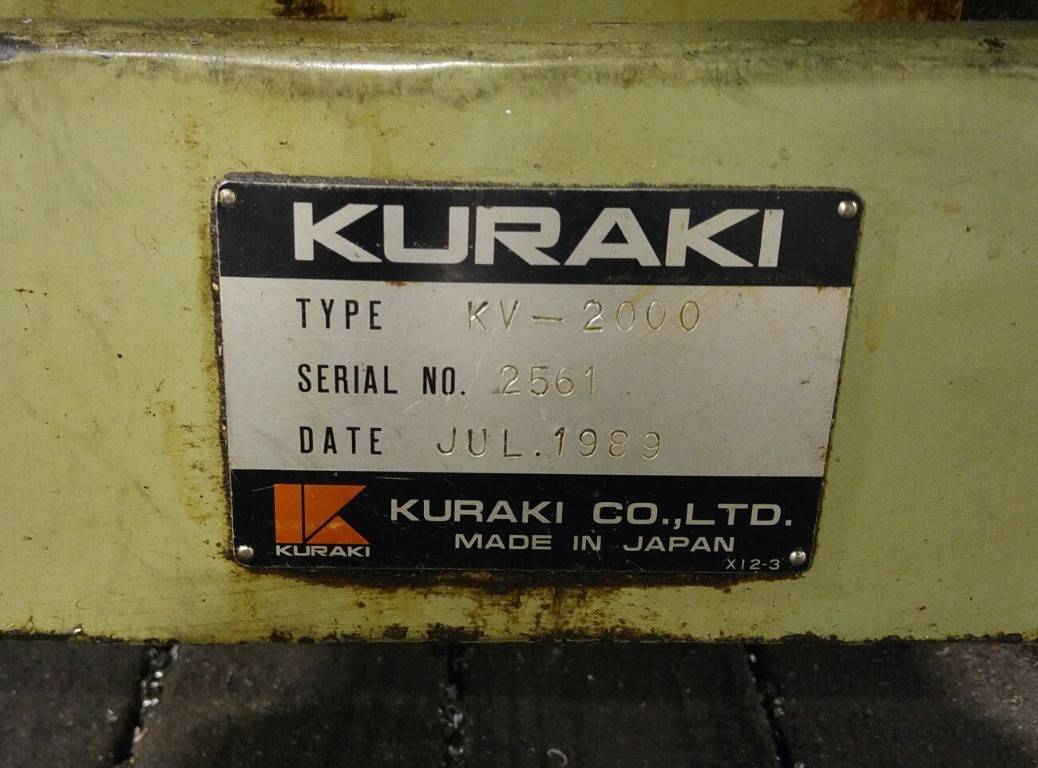 KURAKI
TYPE KV-2000
SERIAL NO. 2561
DATE JUL.1989
KURAKI
KURAKI CO.,LTD.
MADE IN JAPAN
X12-3